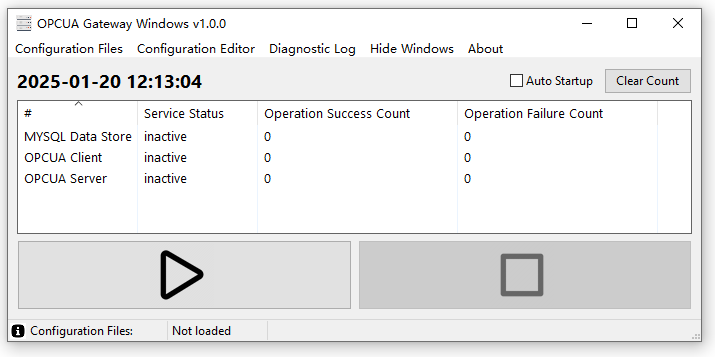 OPCUA Gateway Windows v1.0.0
Configuration Files Configuration Editor Diagnostic Log Hide Windows About
2025-01-20 12:13:04 Auto Startup Clear Count
# Service Status Operation Success Count Operation Failure Count
MYSQL Data Store inactive 0 0
OPCUA Client inactive 0 0
OPCUA Server inactive 0 0
Configuration Files: Not loaded